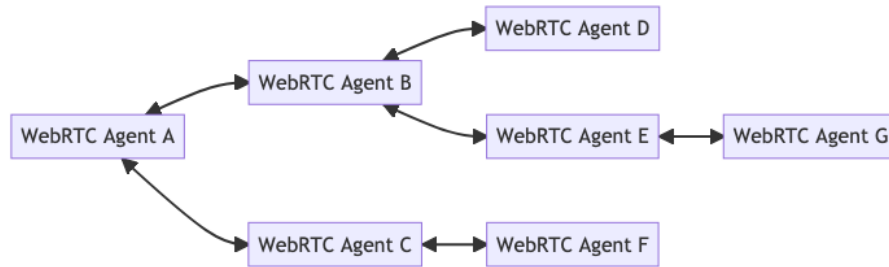 WebRTC Agent D
WebRTC Agent B
WebRTC Agent A
WebRTC Agent E
WebRTC Agent G
WebRTC Agent C
WebRTC Agent F